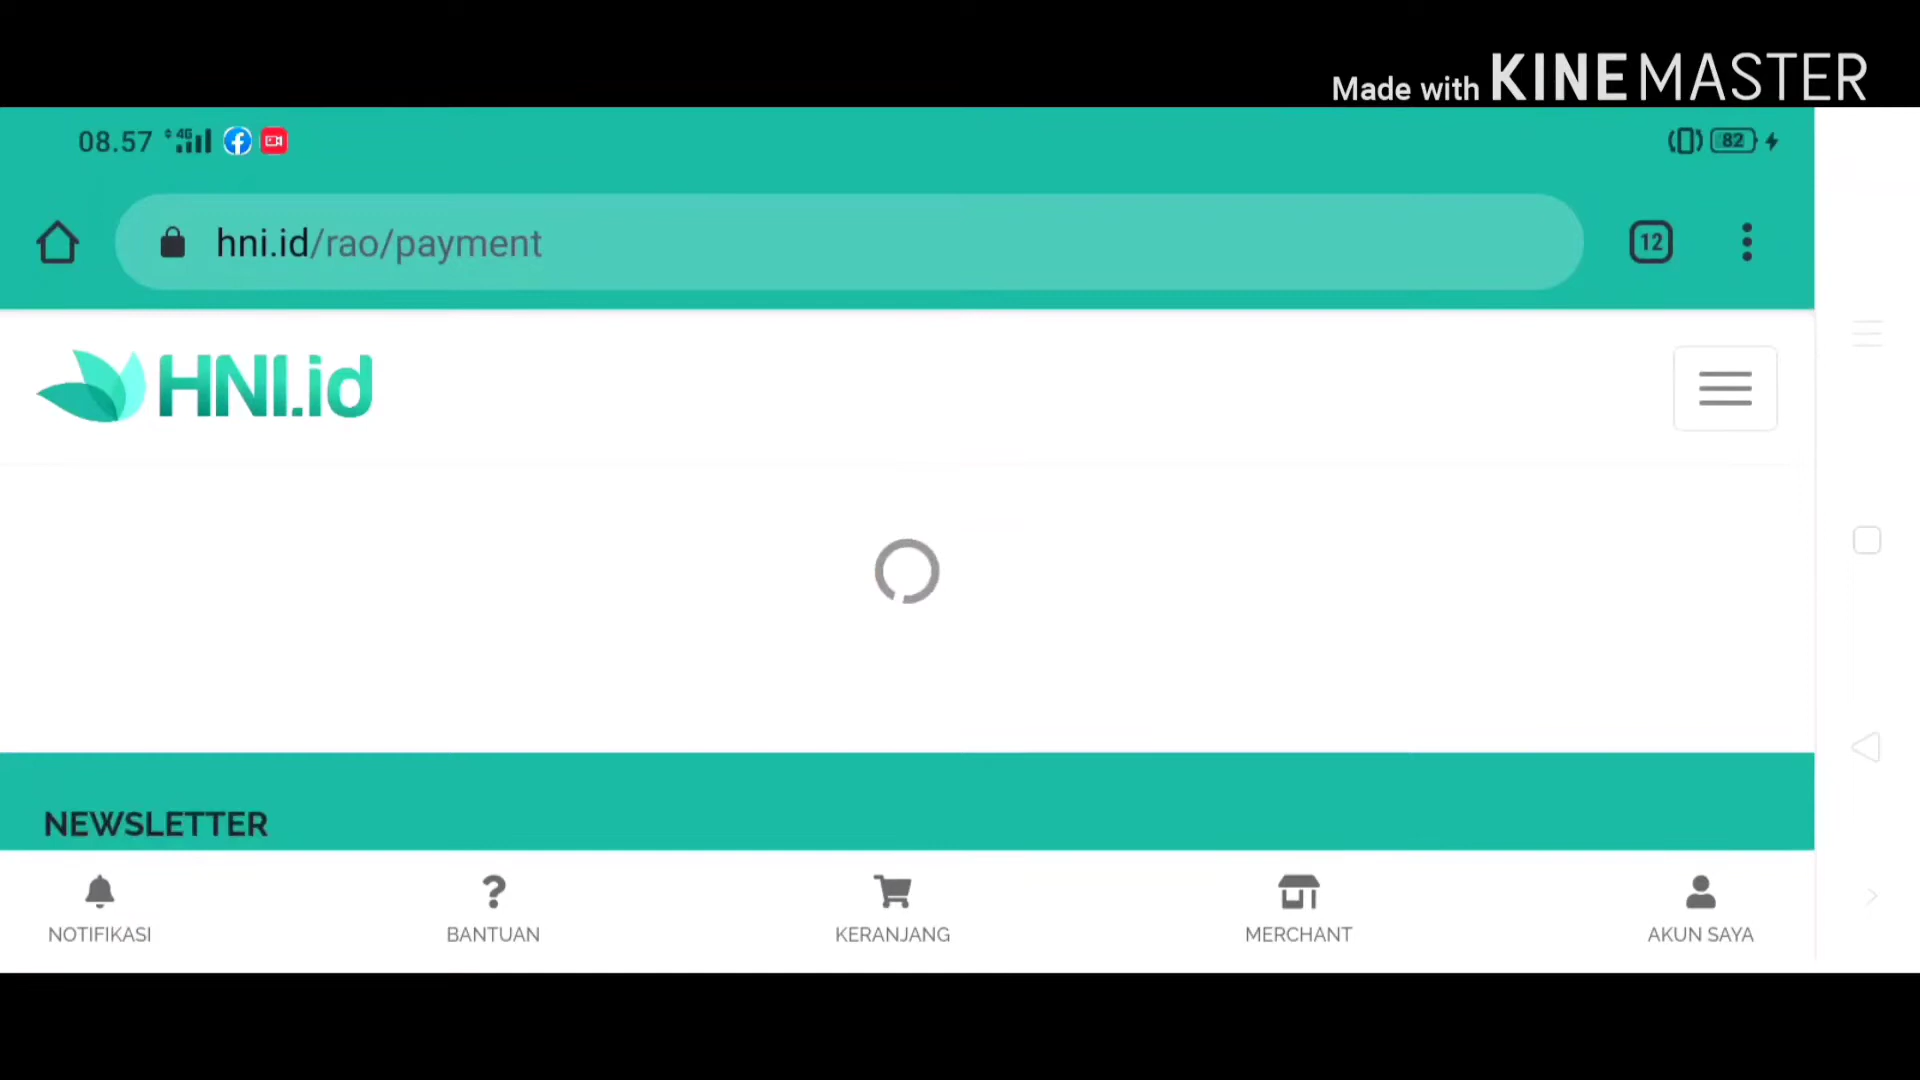 Made with KINEMASTER
08.57 4G 82
hni.id/rao/payment 12
HNI.id
NEWSLETTER
NOTIFIKASI BANTUAN KERANJANG MERCHANT AKUN SAYA